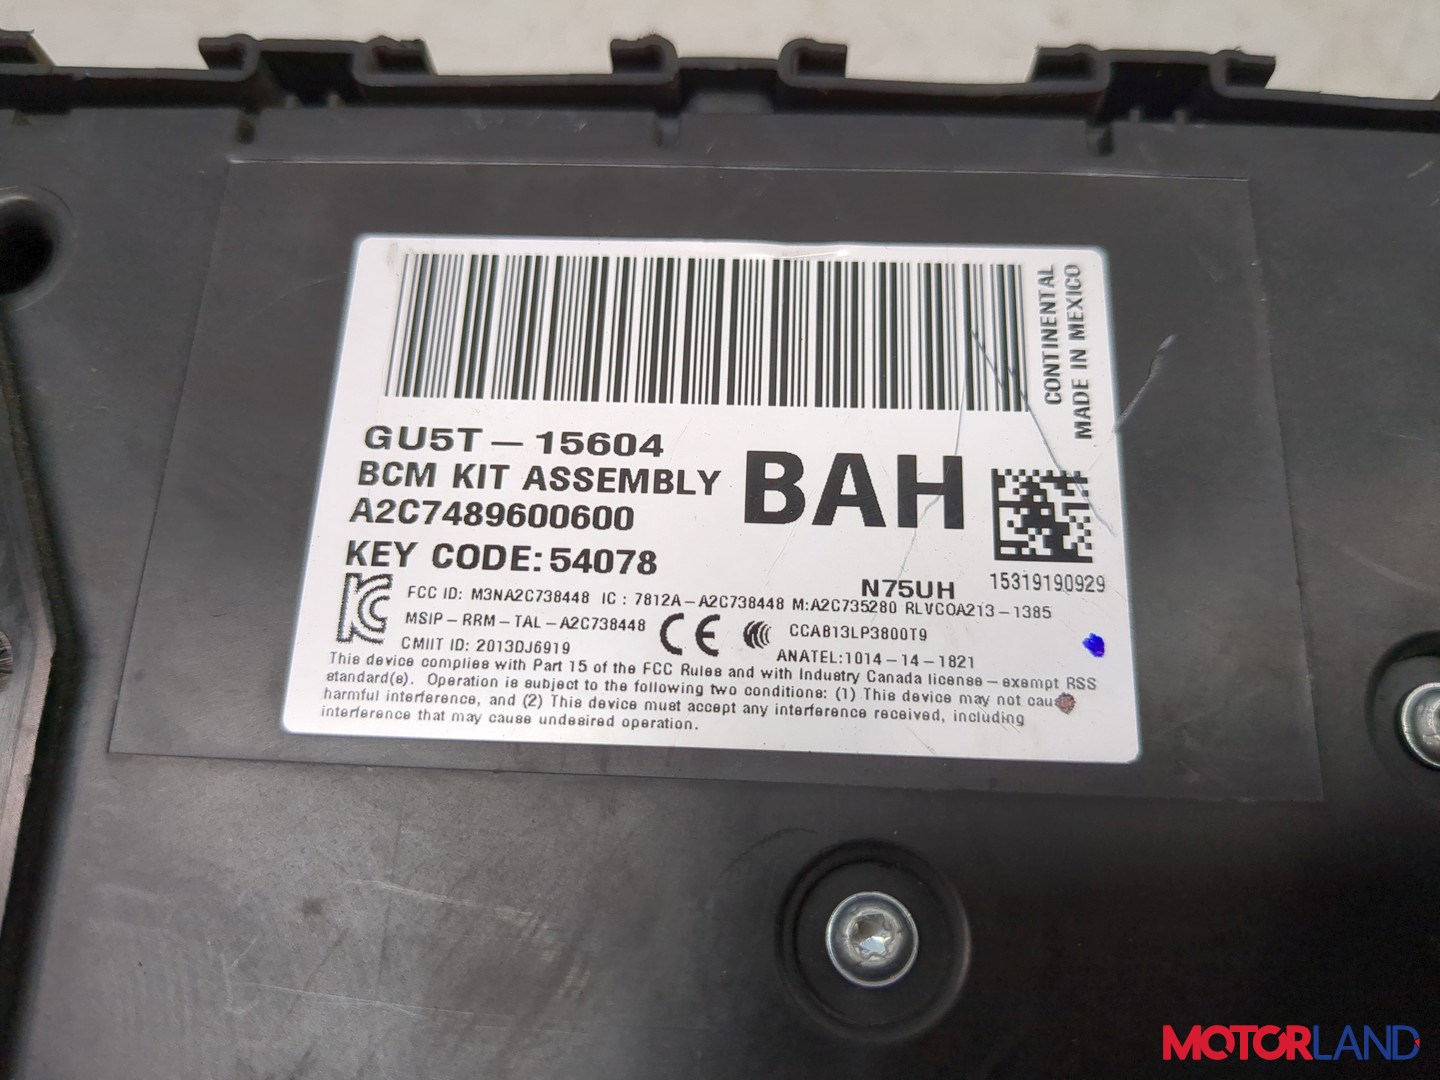 CONTINENTAL
MADE IN MEXICO
GU5T-15604
BCM KIT ASSEMBLY
BAH
A2C7489600600
KEY CODE:54078
N75UH
15319190929
FCC ID: M3NA2C738448 IC : 7812A-A2C738448 M:A2C735280 RLVCOA213-1385
MSIP-RRM-TAL-A2C738448
CCAB13LP3800T9
CMIIT ID: 2013DJ6919
ANATEL:1014-14-1821
This device complies with Part 15 of the FCC Rules and with Industry Canada license-exempt RSS
standard(s). Operation is subject to the following two conditions: (1) This device may not cause
harmful interference, and (2) This device must accept any interference received, including
interference that may cause undesired operation.
MOTORLAND